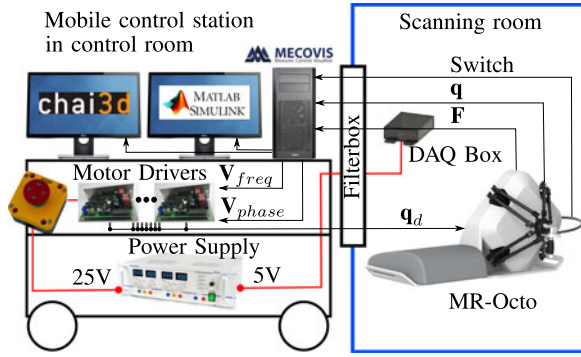 Mobile control station
in control room
Scanning room
MECOVIS
Measure Controls Visualize
chai3d
MATLAB
SIMULINK
Switch
q
F
Filterbox
DAQ Box
Motor Drivers
V_freq
V_phase
q_d
Power Supply
25V
5V
MR-Octo